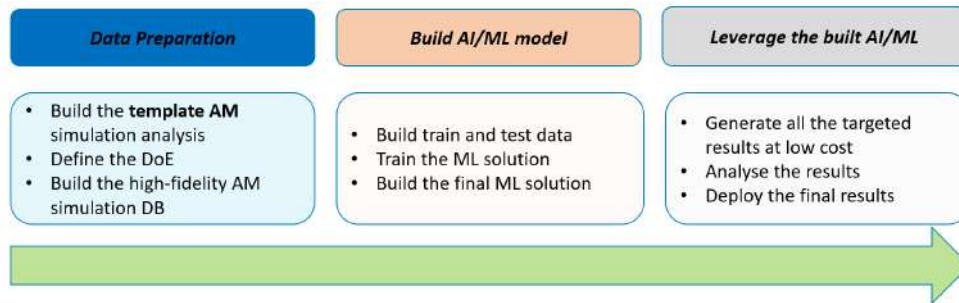 Data Preparation
Build AI/ML model
Leverage the built AI/ML
• Build the template AM
simulation analysis
• Define the DoE
• Build the high-fidelity AM
simulation DB
• Build train and test data
• Train the ML solution
• Build the final ML solution
• Generate all the targeted
results at low cost
• Analyse the results
• Deploy the final results